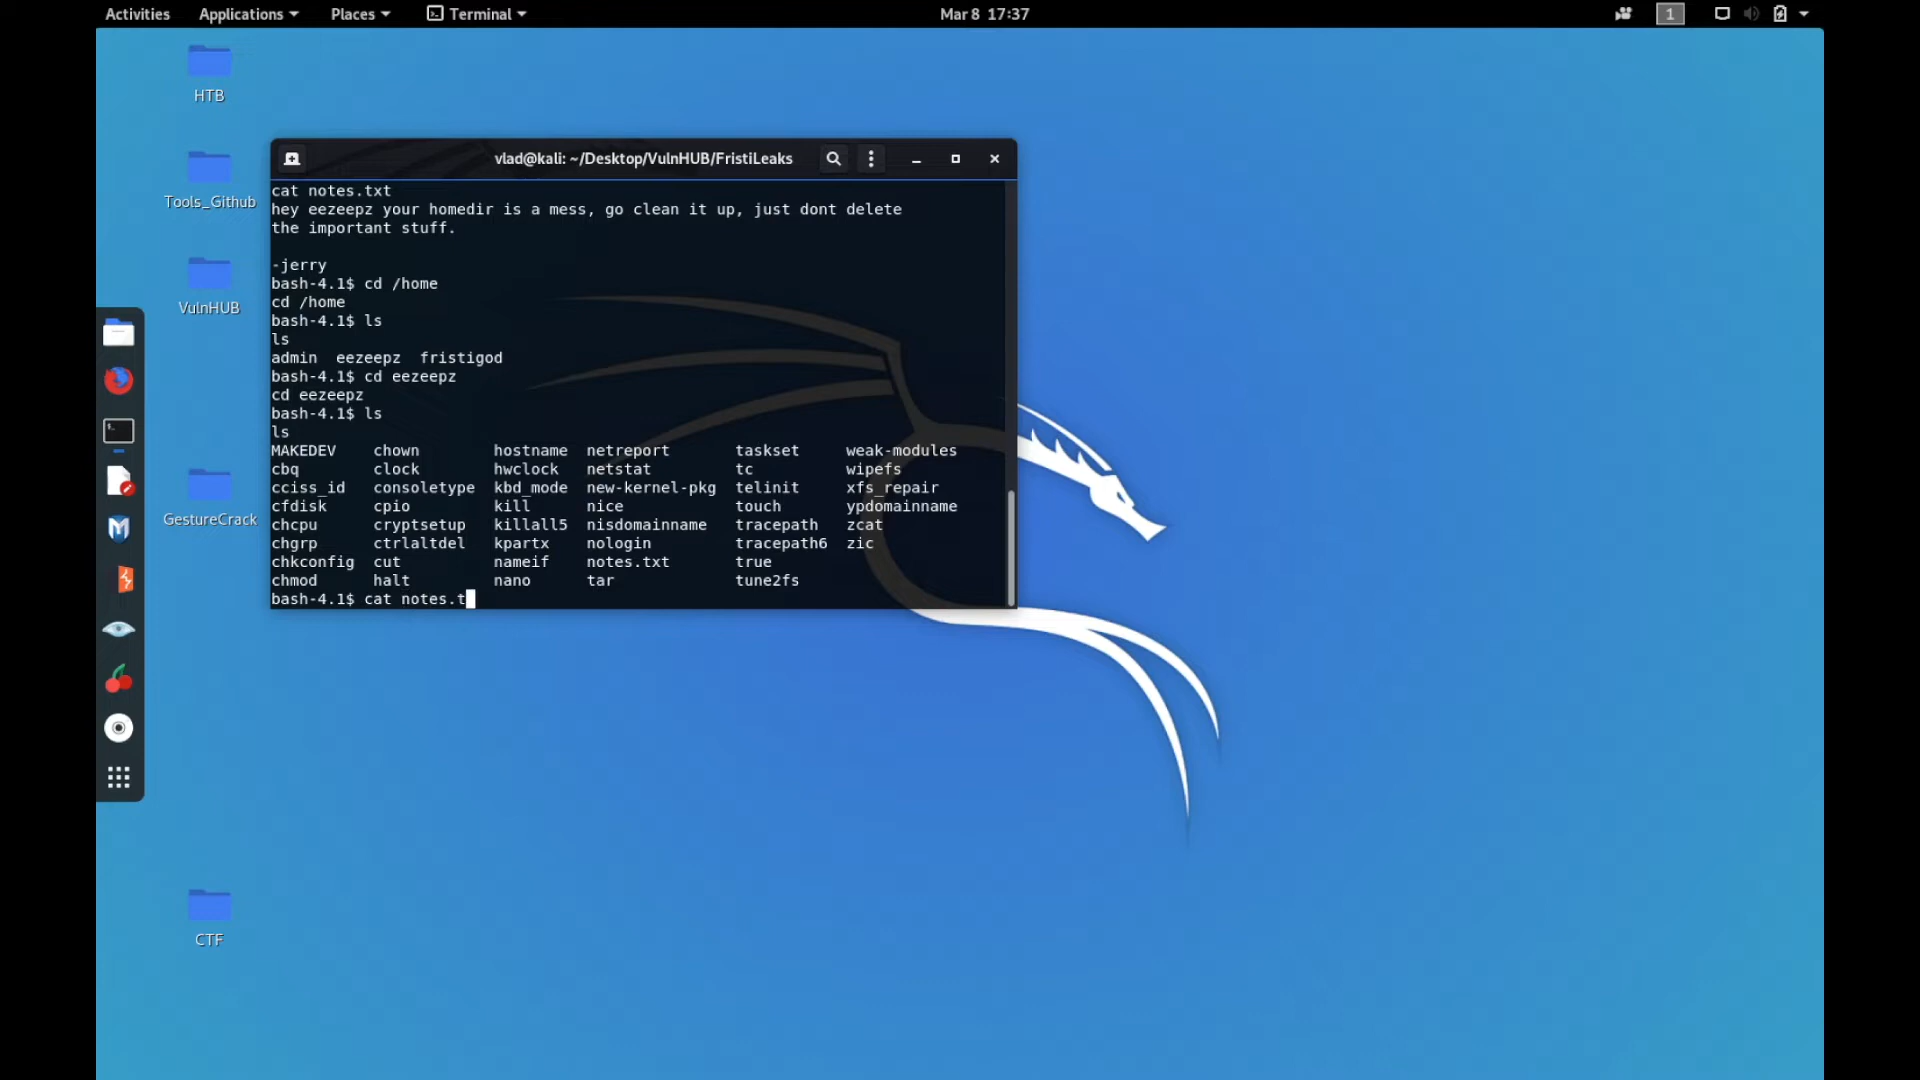 Activities Applications Places Terminal Mar 8 17:37 1
HTB
Tools_Github
VulnHUB
GestureCrack
CTF
vlad@kali: ~/Desktop/VulnHUB/FristiLeaks
cat notes.txt
hey eezeepz your homedir is a mess, go clean it up, just dont delete
the important stuff.
-jerry
bash-4.1$ cd /home
cd /home
bash-4.1$ ls
ls
admin eezeepz fristigod
bash-4.1$ cd eezeepz
cd eezeepz
bash-4.1$ ls
ls
MAKEDEV chown hostname netreport taskset weak-modules
cbq clock hwclock netstat tc wipefs
cciss_id consoletype kbd_mode new-kernel-pkg telinit xfs_repair
cfdisk cpio kill nice touch ypdomainname
chcpu cryptsetup killall5 nisdomainname tracepath zcat
chgrp ctrlaltdel kpartx nologin tracepath6 zic
chkconfig cut nameif notes.txt true
chmod halt nano tar tune2fs
bash-4.1$ cat notes.t